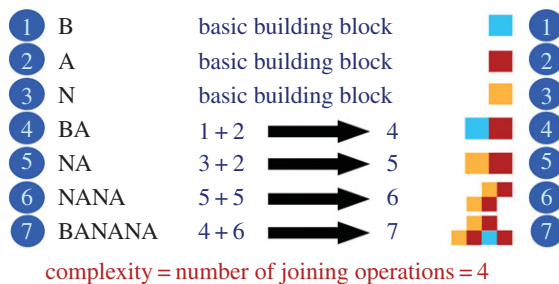 1 B basic building block 1
2 A basic building block 2
3 N basic building block 3
4 BA 1 + 2 4 4
5 NA 3 + 2 5 5
6 NANA 5 + 5 6 6
7 BANANA 4 + 6 7 7
complexity = number of joining operations = 4